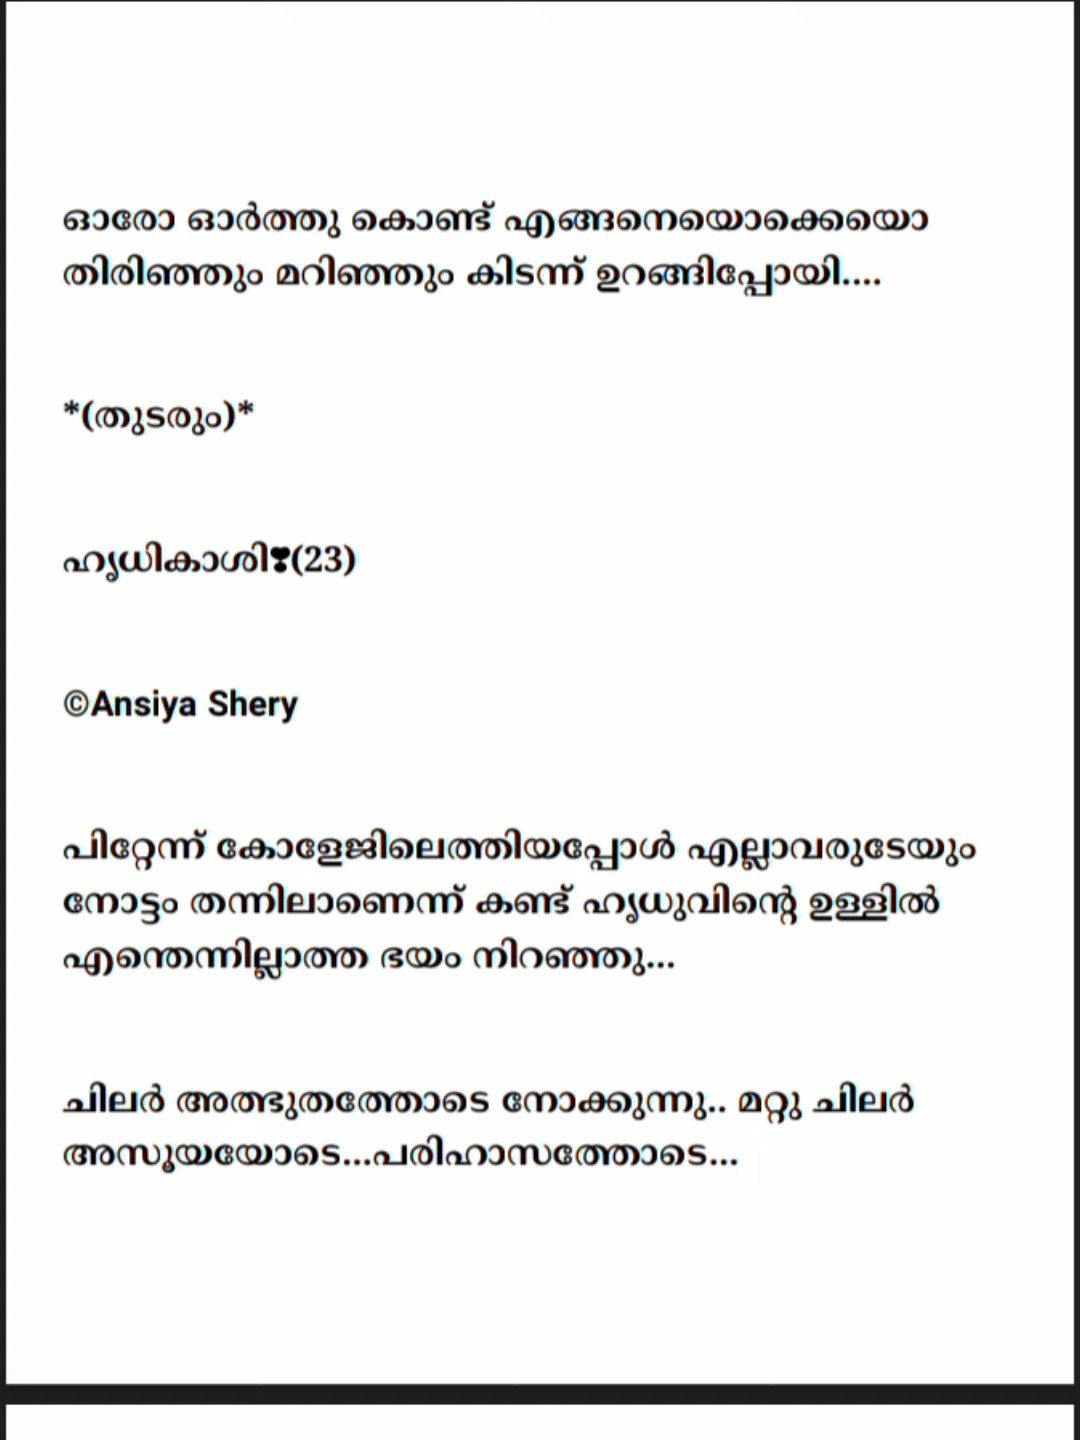 ഓരോ ഓർത്തു കൊണ്ട് എങ്ങനെയൊക്കെയൊ
തിരിഞ്ഞും മറിഞ്ഞും കിടന്ന് ഉറങ്ങിപ്പോയി....
*(തുടരും)*
ഹൃധികാശി❣(23)
©Ansiya Shery
പിറ്റേന്ന് കോളേജിലെത്തിയപ്പോൾ എല്ലാവരുടേയും
നോട്ടം തന്നിലാണെന്ന് കണ്ട് ഹൃധുവിന്റെ ഉള്ളിൽ
എന്തെന്നില്ലാത്ത ഭയം നിറഞ്ഞു...
ചിലർ അത്ഭുതത്തോടെ നോക്കുന്നു.. മറ്റു ചിലർ
അസൂയയോടെ...പരിഹാസത്തോടെ...